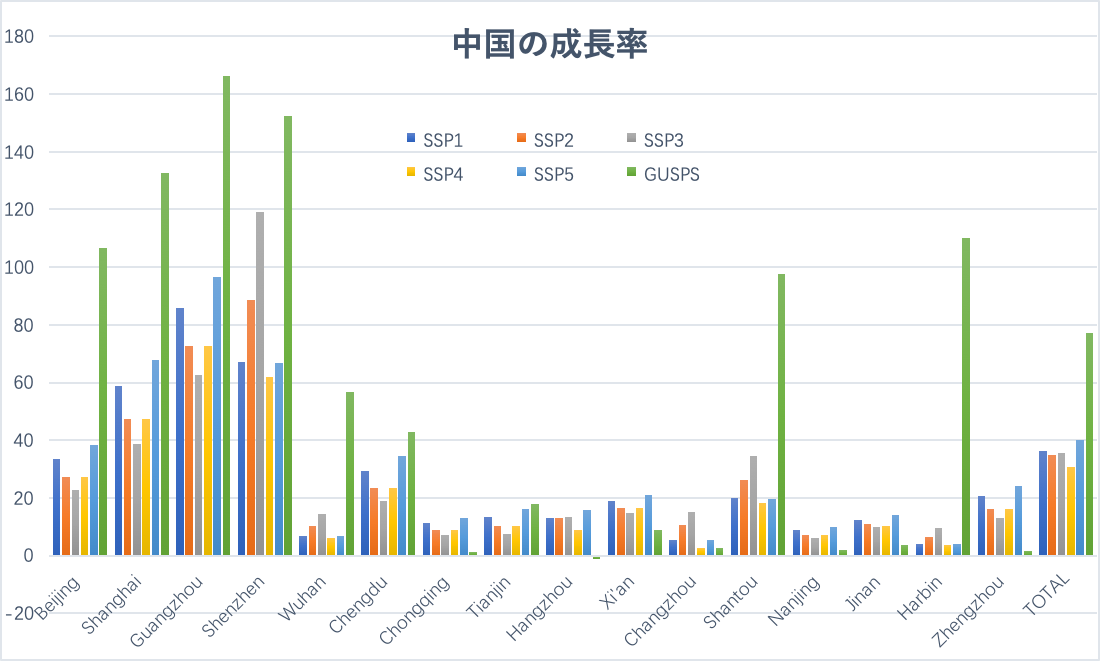 中国の成長率
180
160
140
120
100
80
60
40
20
0
-20
SSP1 SSP2 SSP3
SSP4 SSP5 GUSPS
Beijing
Shanghai
Guangzhou
Shenzhen
Wuhan
Chengdu
Chongqing
Tianjin
Hangzhou
Xi'an
Changzhou
Shantou
Nanjing
Jinan
Harbin
Zhengzhou
TOTAL